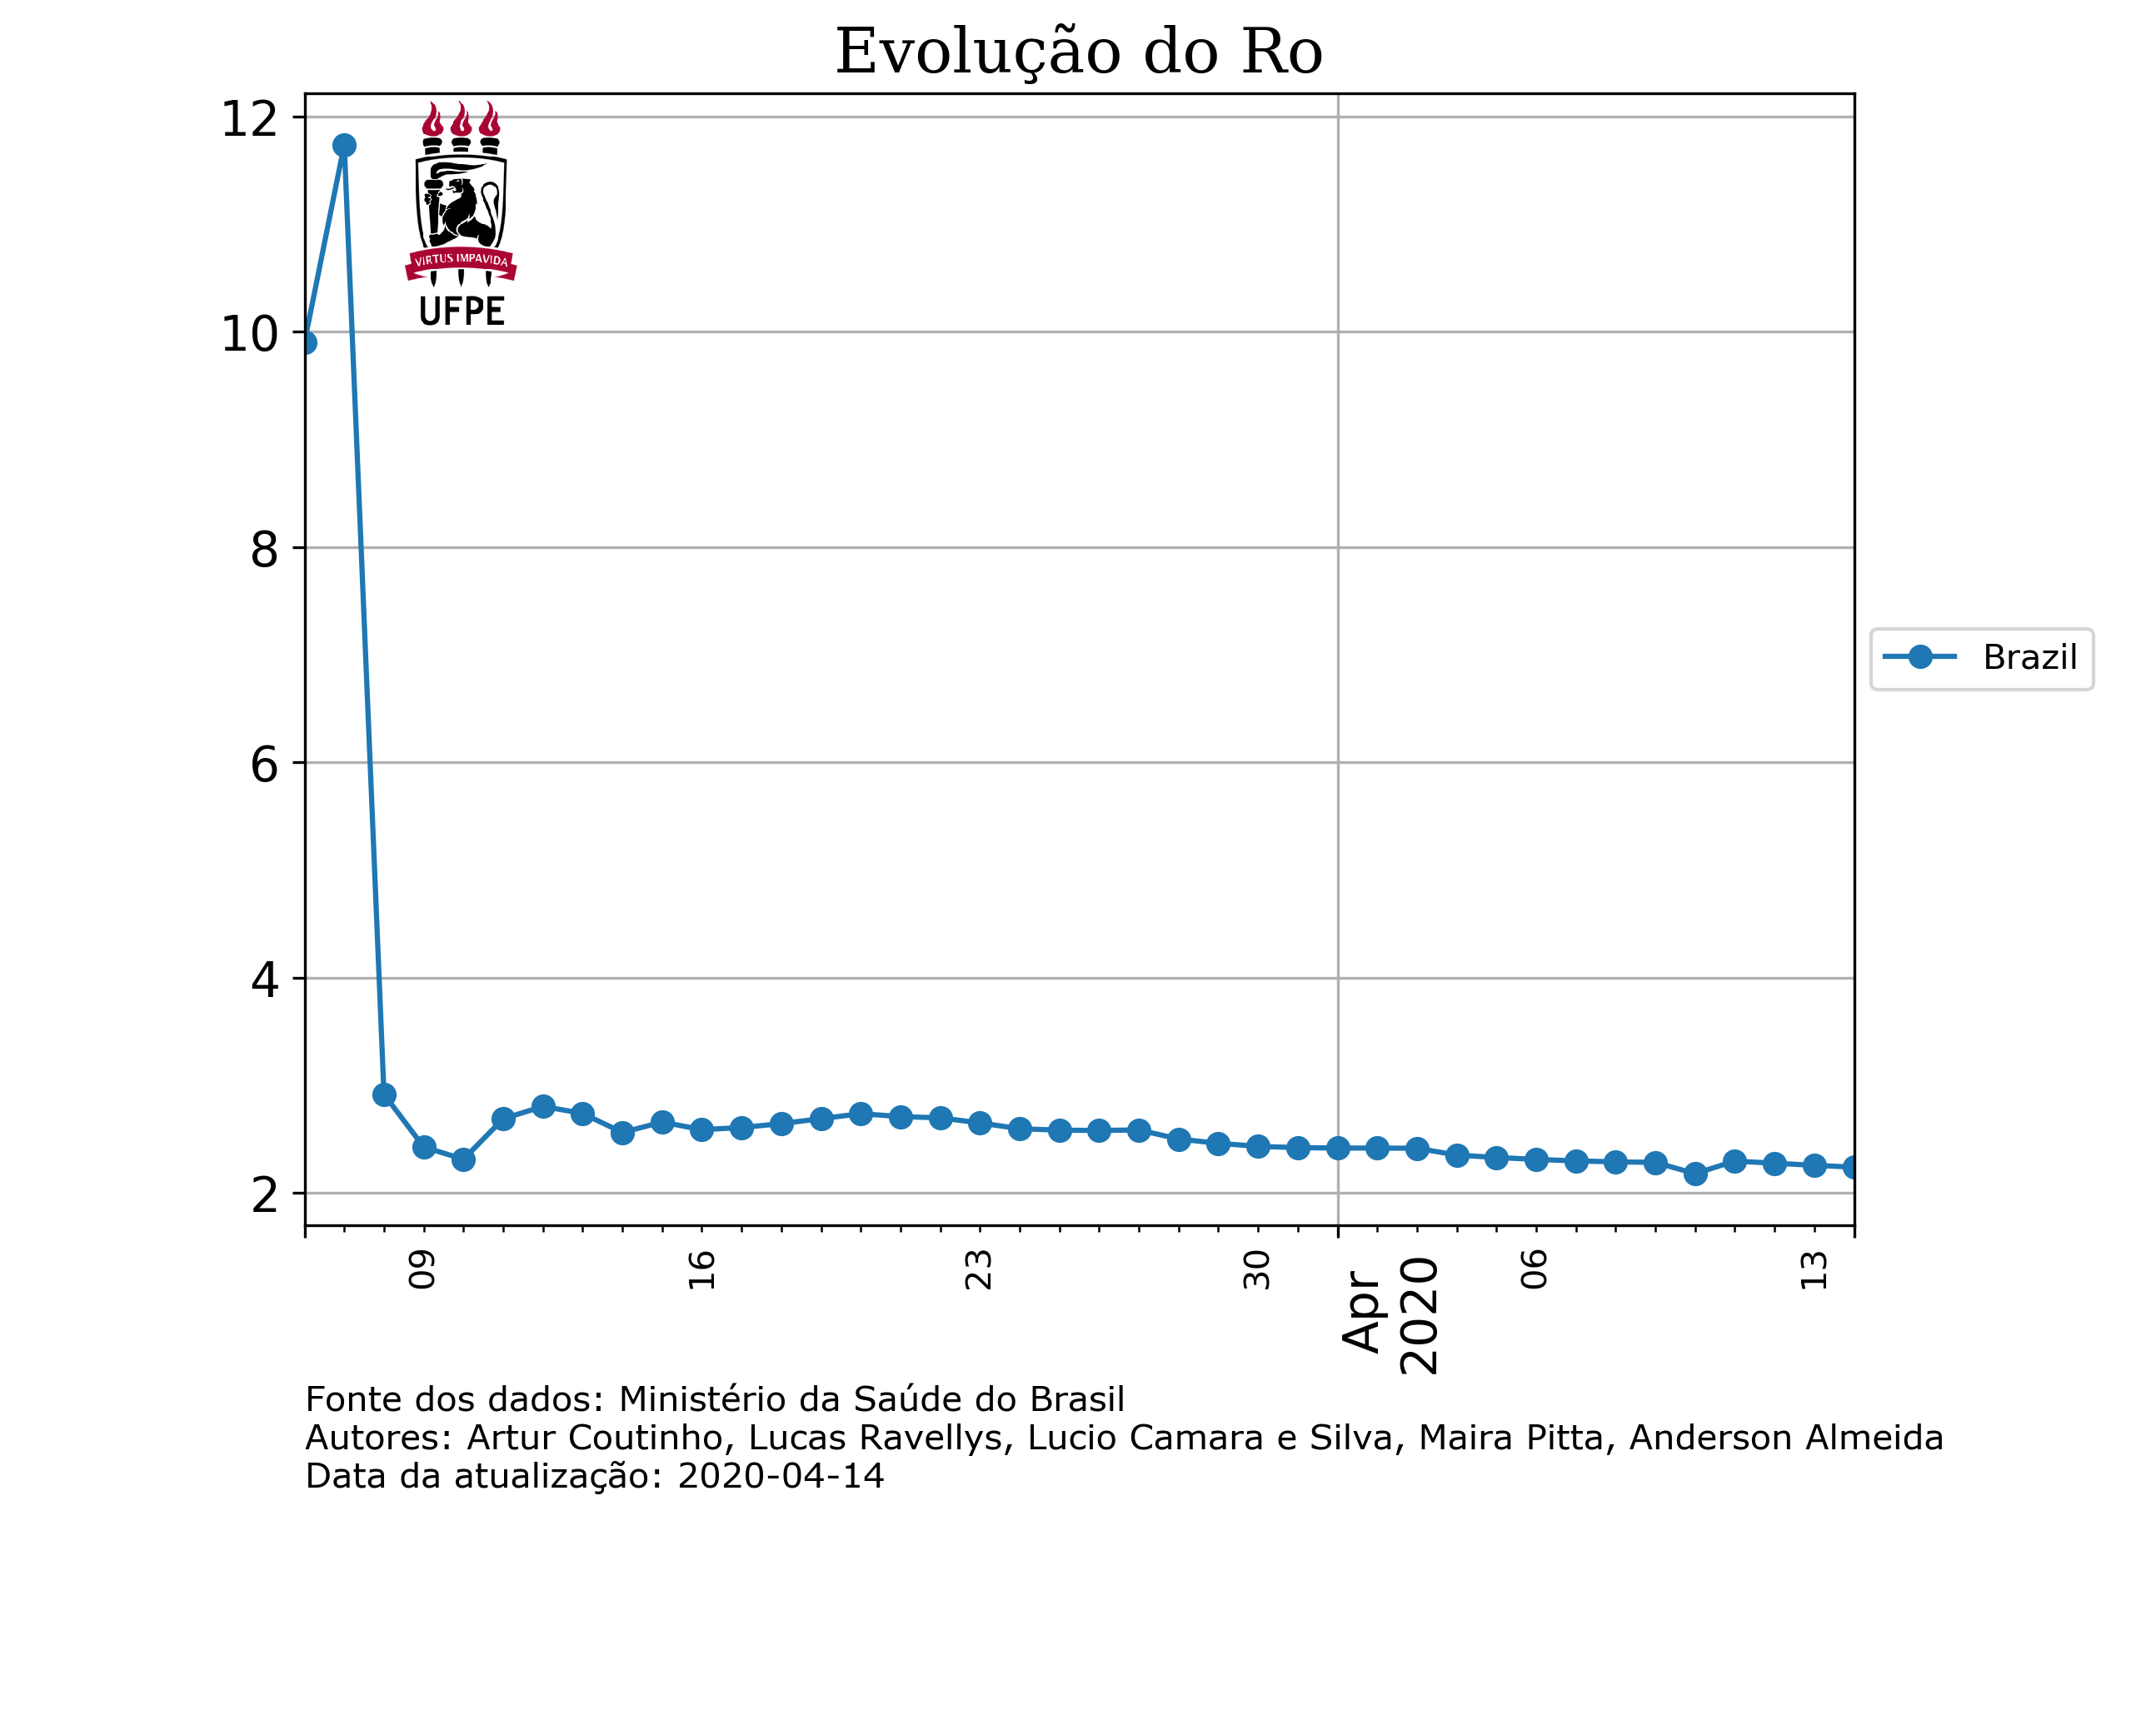 Evolução do Ro
12
10
8
6
4
2
VIRTUS IMPAVIDA
UFPE
Brazil
09
16
23
30
Apr
2020
06
13
Fonte dos dados: Ministério da Saúde do Brasil
Autores: Artur Coutinho, Lucas Ravellys, Lucio Camara e Silva, Maira Pitta, Anderson Almeida
Data da atualização: 2020-04-14